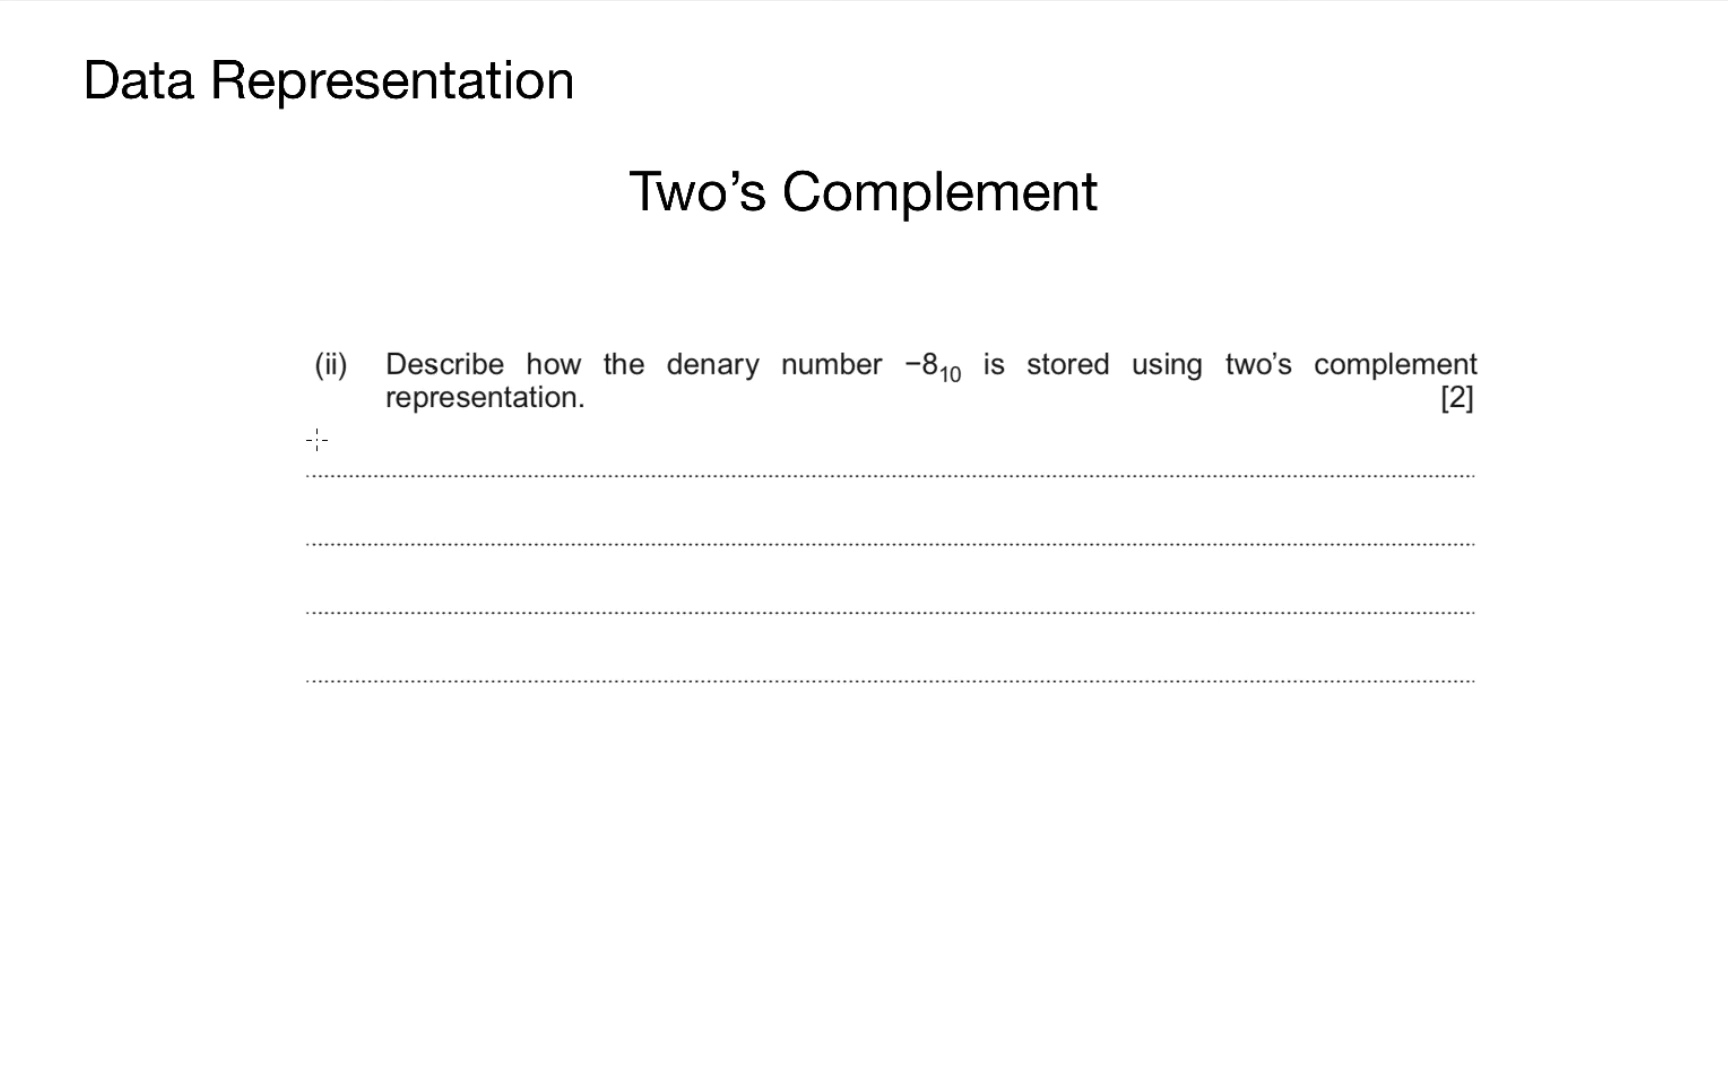 Data Representation
Two’s Complement
(ii) Describe how the denary number −8₁₀ is stored using two’s complement
representation. [2]